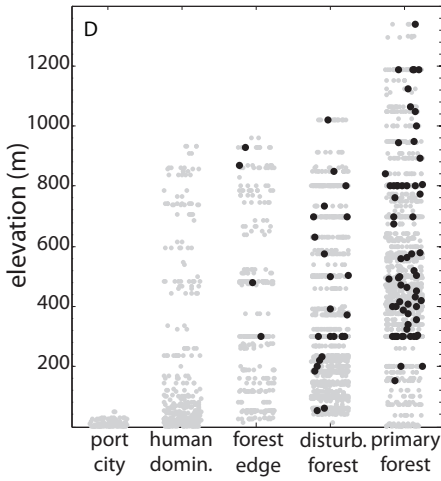 D
elevation (m)
1200
1000
800
600
400
200
port city
human domin.
forest edge
disturb. forest
primary forest